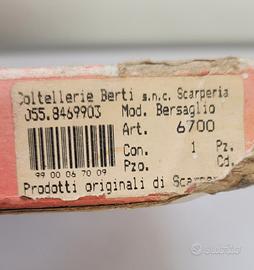 Coltellerie Berti s.n.c. Scarperia
055.8469903 Mod. Bersaglio
Art. 6700
Con. 1 Pz.
Pzo. Cd.
99 00 06 70 09
Prodotti originali di Scarper
subito